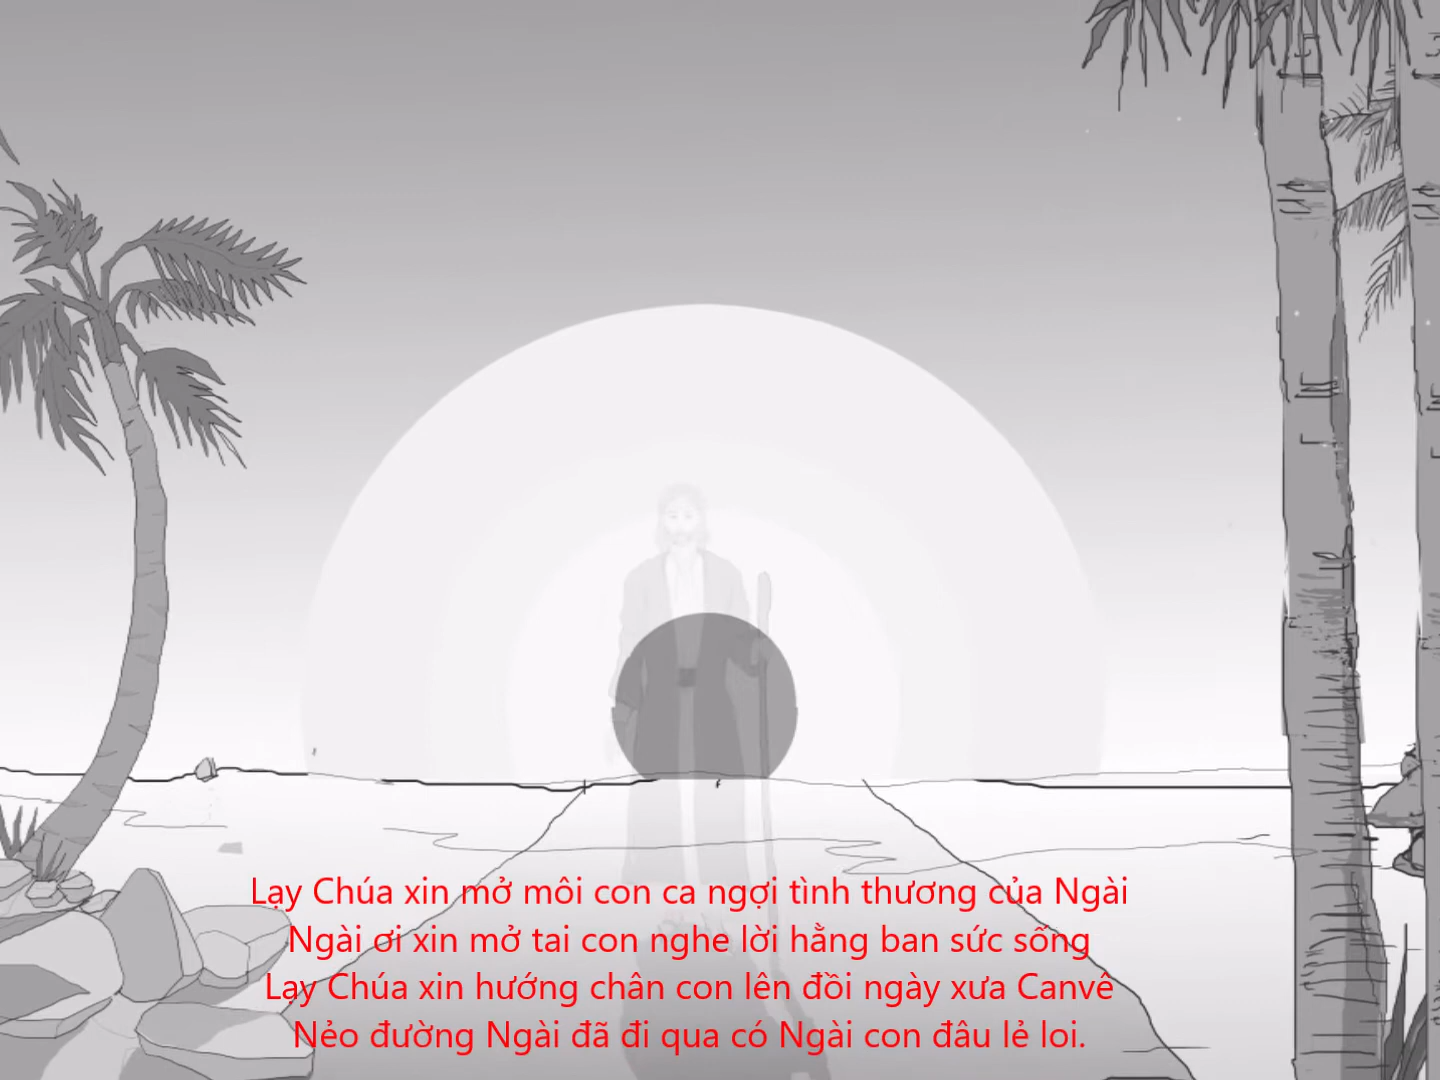 Lạy Chúa xin mở môi con ca ngợi tình thương của Ngài
Ngài ơi xin mở tai con nghe lời hằng ban sức sống
Lạy Chúa xin hướng chân con lên đồi ngày xưa Canvê
Nẻo đường Ngài đã đi qua có Ngài con đâu lẻ loi.